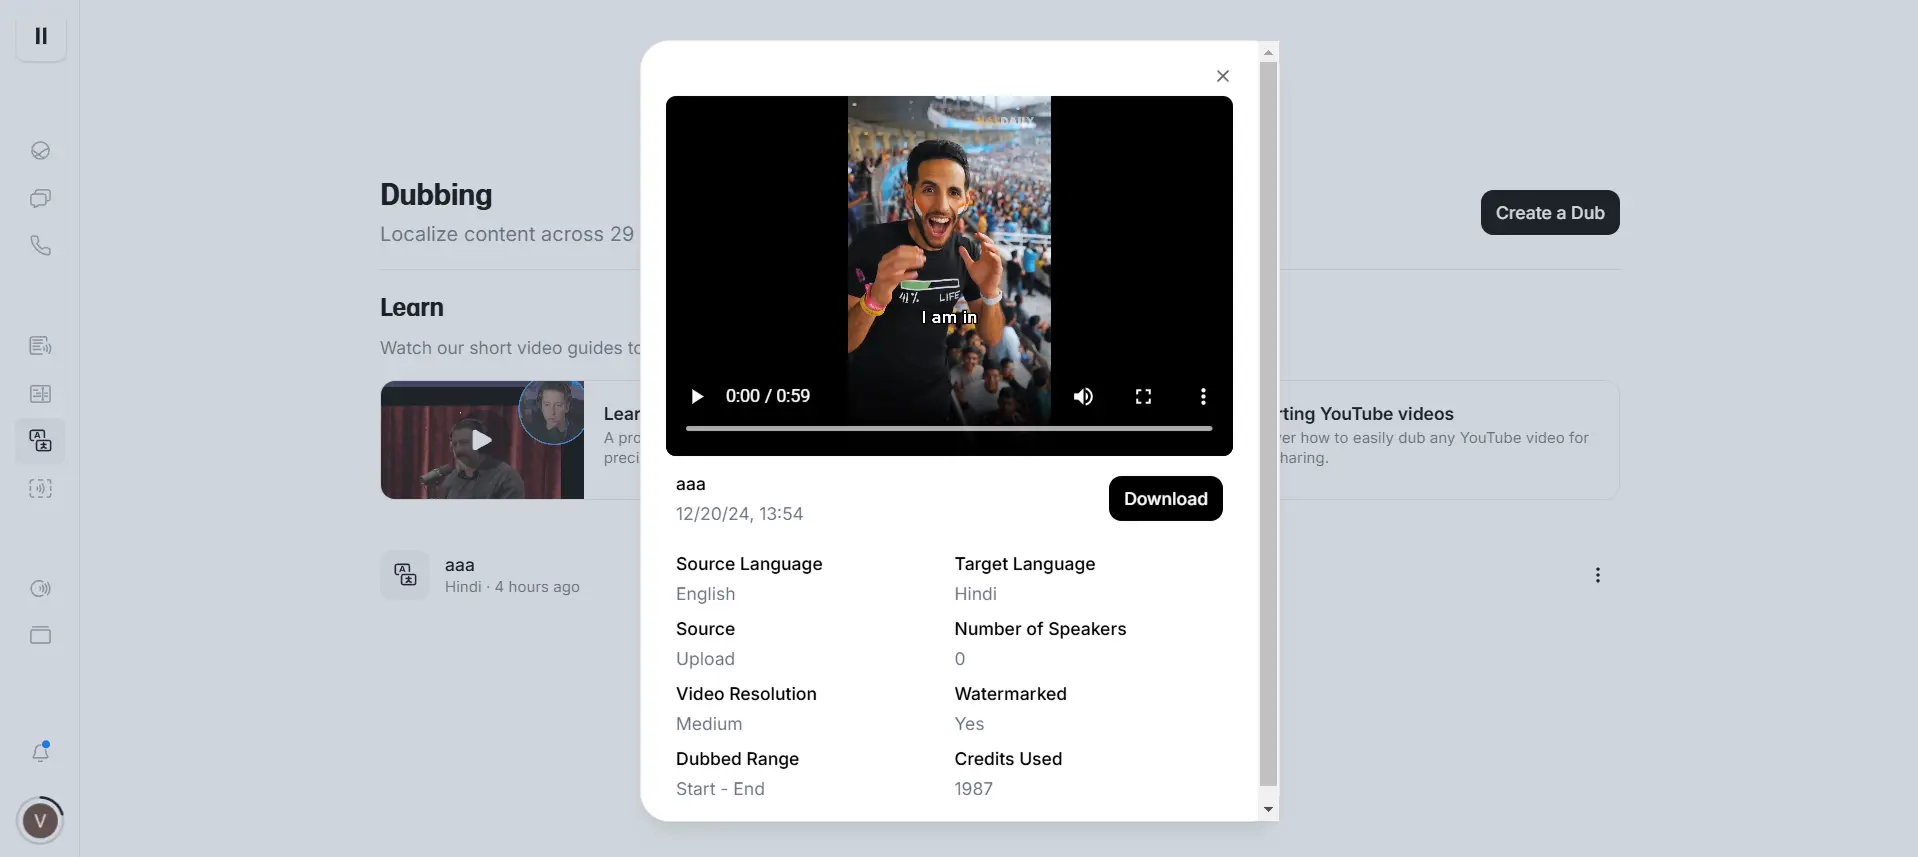 Dubbing
Localize content across 29
Create a Dub
Learn
Watch our short video guides to
Lear
A pro
preci
rting YouTube videos
er how to easily dub any YouTube video for
haring.
aaa
Hindi · 4 hours ago
V
NAS DAILY
41% LIFE
I am in
0:00 / 0:59
aaa
12/20/24, 13:54
Download
Source Language
Target Language
English
Hindi
Source
Number of Speakers
Upload
0
Video Resolution
Watermarked
Medium
Yes
Dubbed Range
Credits Used
Start - End
1987